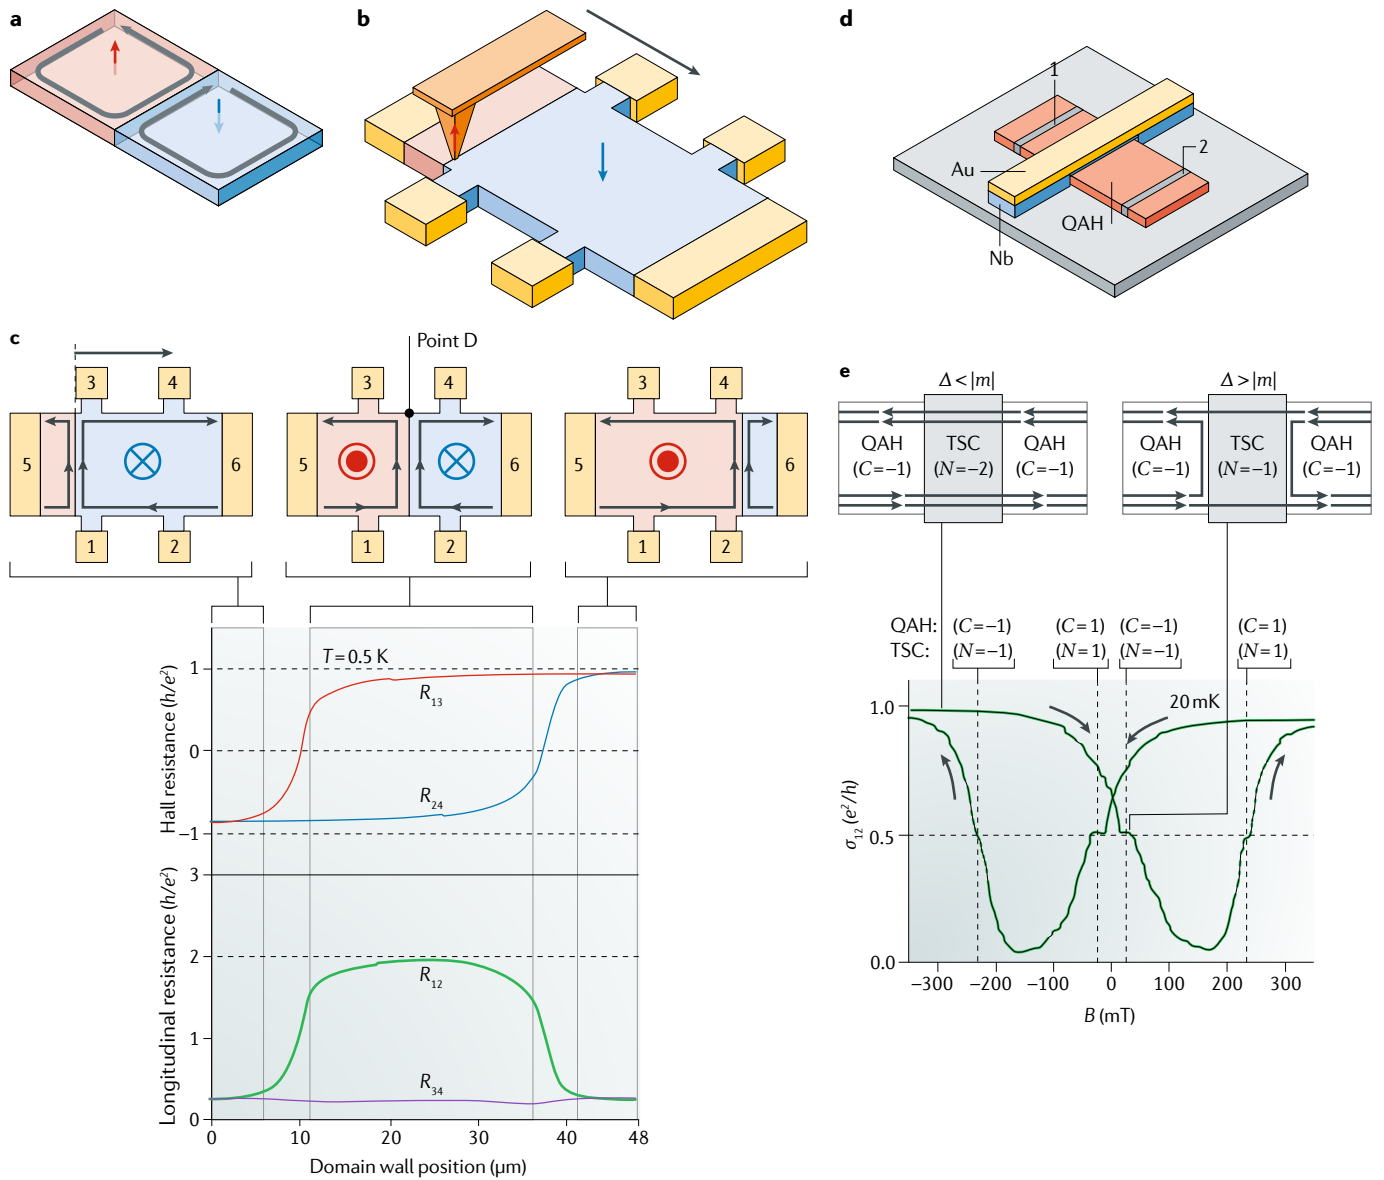 a
b
d
1
2
Au
QAH
Nb
c
Point D
3
4
5
6
1
2
3
4
5
6
1
2
3
4
5
6
1
2
e
Δ < |m|
QAH
(C = −1)
TSC
(N = −2)
QAH
(C = −1)
Δ > |m|
QAH
(C = −1)
TSC
(N = −1)
QAH
(C = −1)
QAH: (C = −1) (C = 1) (C = −1) (C = 1)
TSC: (N = −1) (N = 1) (N = −1) (N = 1)
T = 0.5 K
Hall resistance (h/e²)
1
0
−1
R₁₃
R₂₄
Longitudinal resistance (h/e²)
3
2
1
0
R₁₂
R₃₄
0 10 20 30 40 48
Domain wall position (µm)
20 mK
σ₁₂ (e²/h)
1.0
0.5
0.0
−300 −200 −100 0 100 200 300
B (mT)